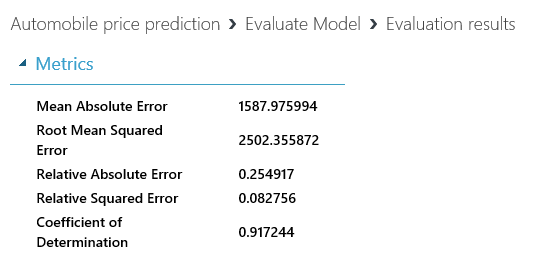 Automobile price prediction › Evaluate Model › Evaluation results
Metrics
Mean Absolute Error 1587.975994
Root Mean Squared
Error 2502.355872
Relative Absolute Error 0.254917
Relative Squared Error 0.082756
Coefficient of
Determination 0.917244